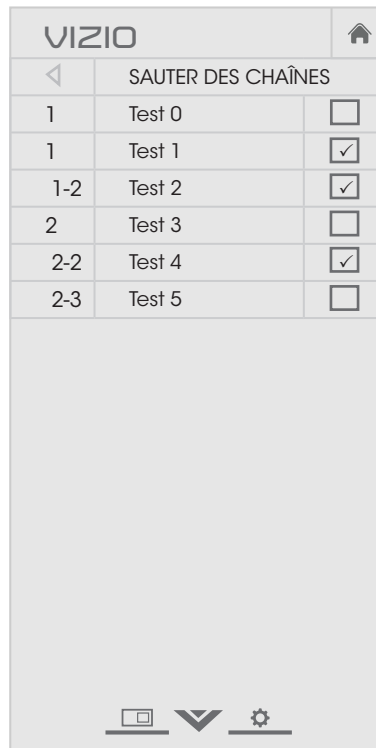 VIZIO
SAUTER DES CHAÎNES
1 Test 0
1 Test 1
1-2 Test 2
2 Test 3
2-2 Test 4
2-3 Test 5